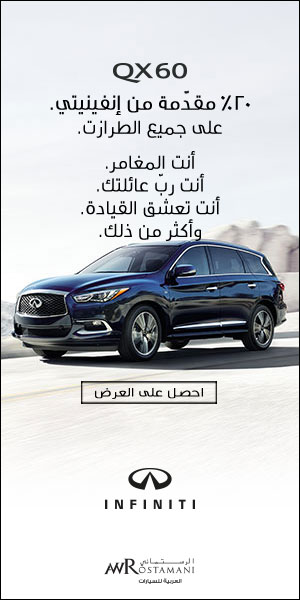 QX60
٢٠٪ مقدّمة من إنفينيتي.
على جميع الطرازت.
أنت المغامر.
أنت ربّ عائلتك.
أنت تعشق القيادة.
وأكثر من ذلك.
احصل على العرض
INFINITI
الرستماني
AWROSTAMANI
العربية للسيارات